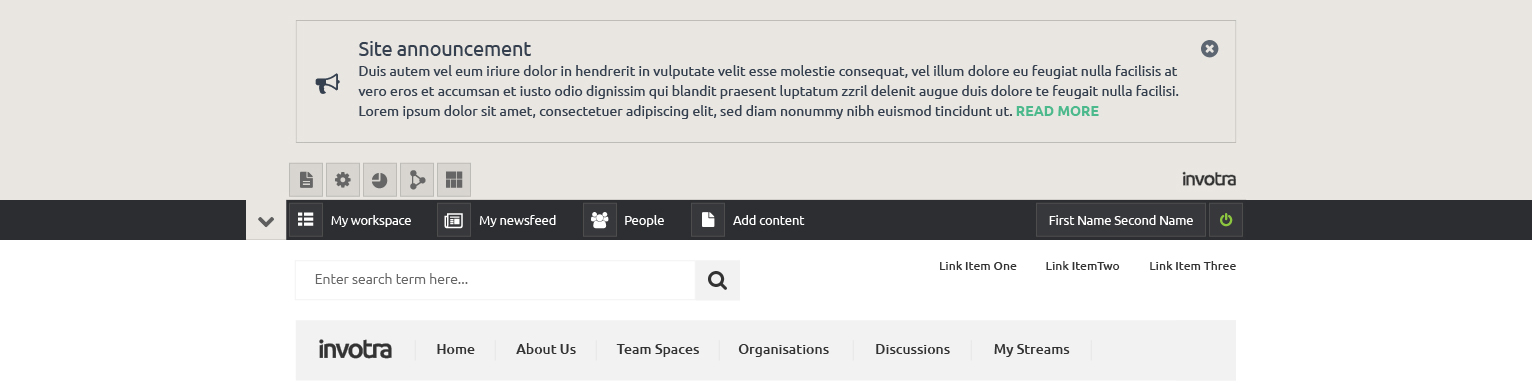 Site announcement
Duis autem vel eum iriure dolor in hendrerit in vulputate velit esse molestie consequat, vel illum dolore eu feugiat nulla facilisis at
vero eros et accumsan et iusto odio dignissim qui blandit praesent luptatum zzril delenit augue duis dolore te feugait nulla facilisi.
Lorem ipsum dolor sit amet, consectetuer adipiscing elit, sed diam nonummy nibh euismod tincidunt ut. READ MORE
invotra
My workspace My newsfeed People Add content First Name Second Name
Link Item One Link ItemTwo Link Item Three
Enter search term here...
invotra Home About Us Team Spaces Organisations Discussions My Streams